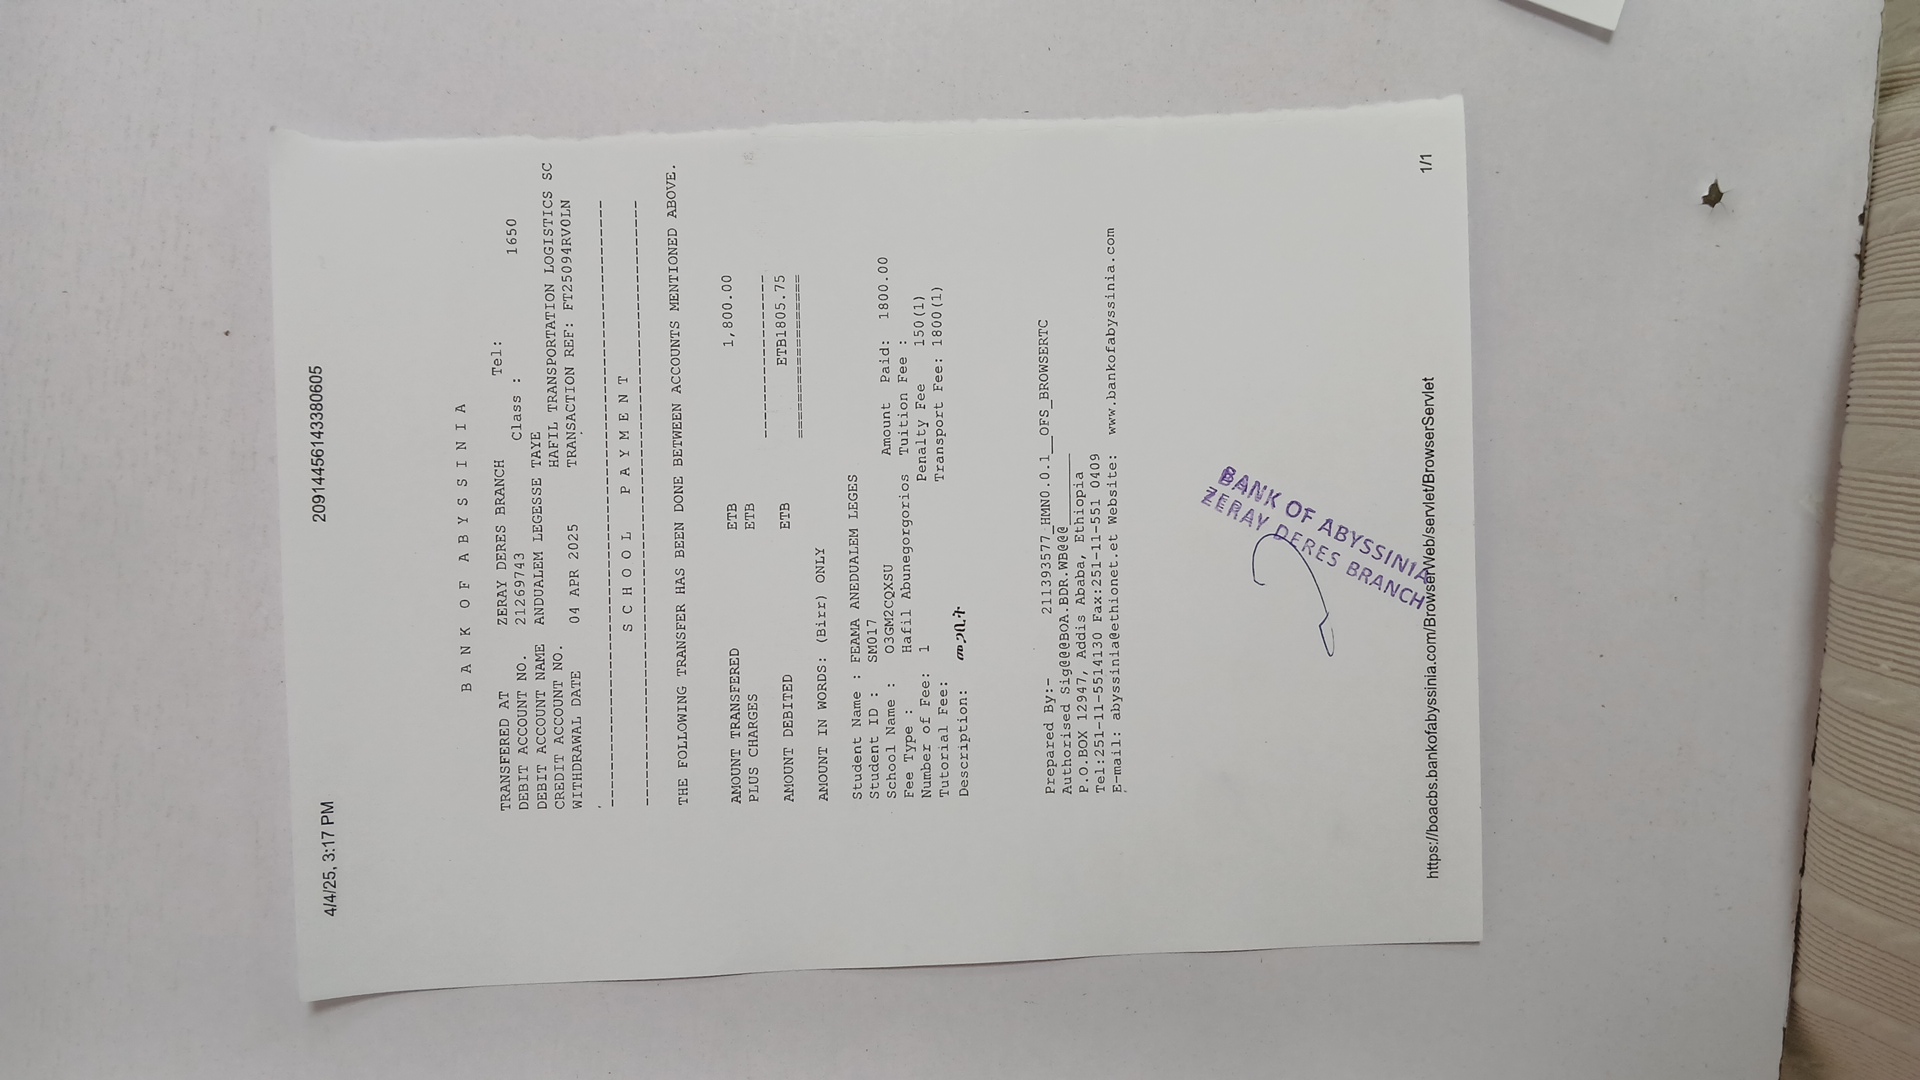 4/4/25, 3:17 PM 20914456143380605
BANK OF ABYSSINIA
TRANSFERED AT ZERAY DERES BRANCH Tel:
DEBIT ACCOUNT NO. 21269743 Class : 1650
DEBIT ACCOUNT NAME ANDUALEM LEGESSE TAYE
CREDIT ACCOUNT NO. HAFIL TRANSPORTATION LOGISTICS SC
WITHDRAWAL DATE 04 APR 2025 TRANSACTION REF: FT25094RV0LN
SCHOOL PAYMENT
THE FOLLOWING TRANSFER HAS BEEN DONE BETWEEN ACCOUNTS MENTIONED ABOVE.
AMOUNT TRANSFERED ETB 1,800.00
PLUS CHARGES ETB
AMOUNT DEBITED ETB ETB1805.75
AMOUNT IN WORDS: (Birr) ONLY
Student Name : FEAMA ANEDUALEM LEGES
Student ID : SM017
School Name : O3GM2CQXSU Amount Paid: 1800.00
Fee Type : Hafil Abunegorgorios Tuition Fee :
Number of Fee: 1 Penalty Fee 150(1)
Tutorial Fee: Transport Fee: 1800(1)
Description: መጋቢት
Prepared By:- 211393577_HMN0.0.1__OFS_BROWSERTC
Authorised Sig@@@BOA.BDR.WB@@@________
P.O.BOX 12947, Addis Ababa, Ethiopia
Tel:251-11-5514130 Fax:251-11-551 0409
E-mail: abyssinia@ethionet.et Website: www.bankofabyssinia.com
BANK OF ABYSSINIA
ZERAY DERES BRANCH
https://boacbs.bankofabyssinia.com/BrowserWeb/servlet/BrowserServlet 1/1